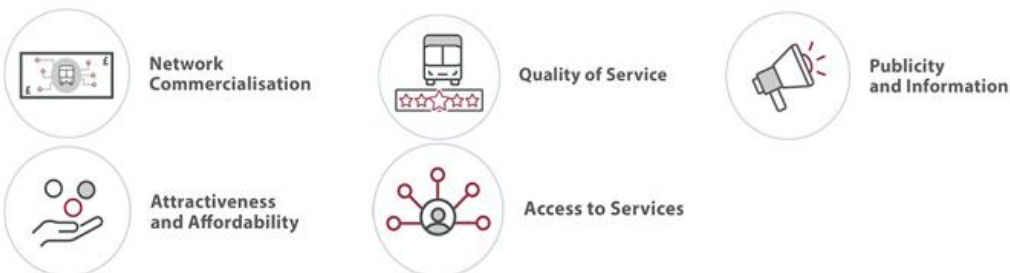 £
£
Network
Commercialisation
Quality of Service
Publicity
and Information
Attractiveness
and Affordability
Access to Services